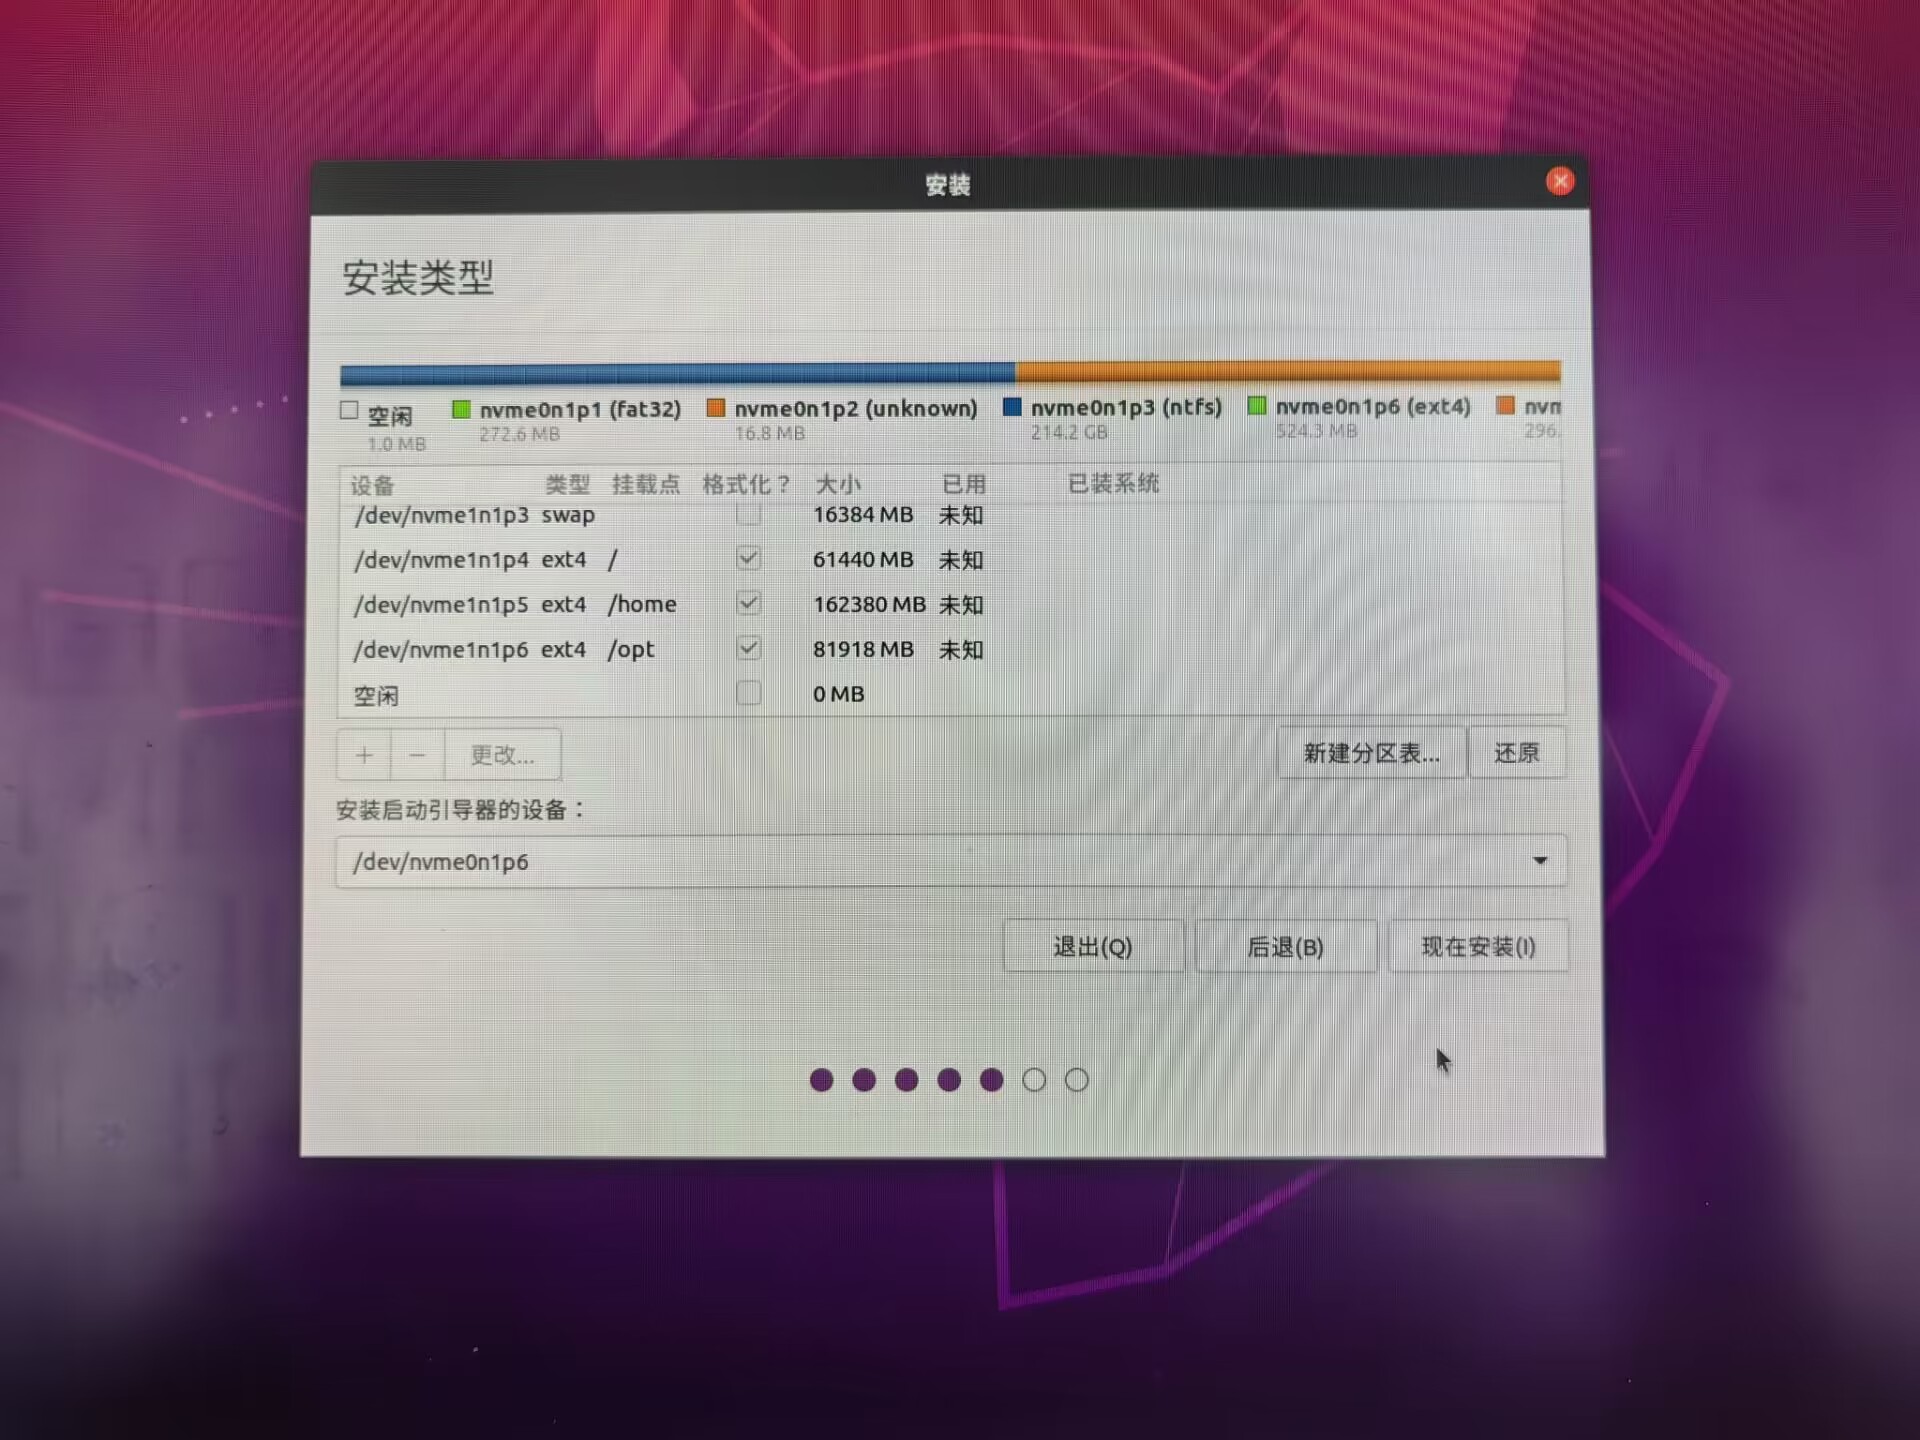 安装
安装类型
空闲 nvme0n1p1 (fat32) nvme0n1p2 (unknown) nvme0n1p3 (ntfs) nvme0n1p6 (ext4) nvm
1.0 MB 272.6 MB 16.8 MB 214.2 GB 524.3 MB 296.
设备 类型 挂载点 格式化？ 大小 已用 已装系统
/dev/nvme1n1p3 swap 16384 MB 未知
/dev/nvme1n1p4 ext4 / 61440 MB 未知
/dev/nvme1n1p5 ext4 /home 162380 MB 未知
/dev/nvme1n1p6 ext4 /opt 81918 MB 未知
空闲 0 MB
+ − 更改... 新建分区表... 还原
安装启动引导器的设备：
/dev/nvme0n1p6
退出(Q) 后退(B) 现在安装(I)